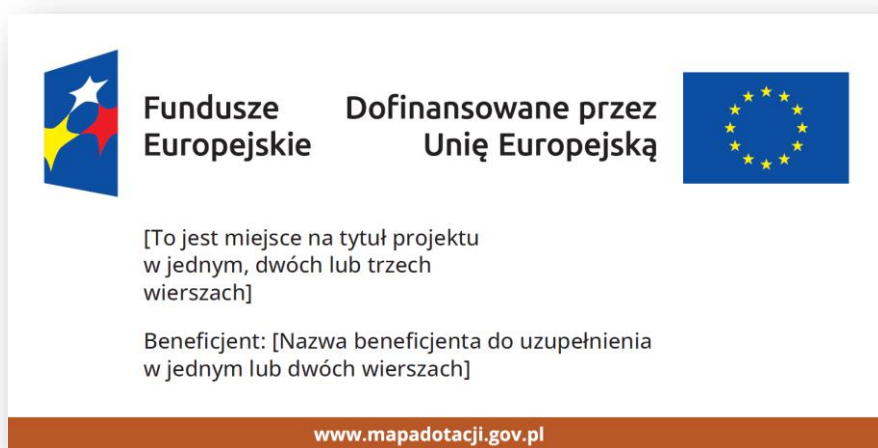 Fundusze
Europejskie
Dofinansowane przez
Unię Europejską
[To jest miejsce na tytuł projektu
w jednym, dwóch lub trzech
wierszach]
Beneficjent: [Nazwa beneficjenta do uzupełnienia
w jednym lub dwóch wierszach]
www.mapadotacji.gov.pl